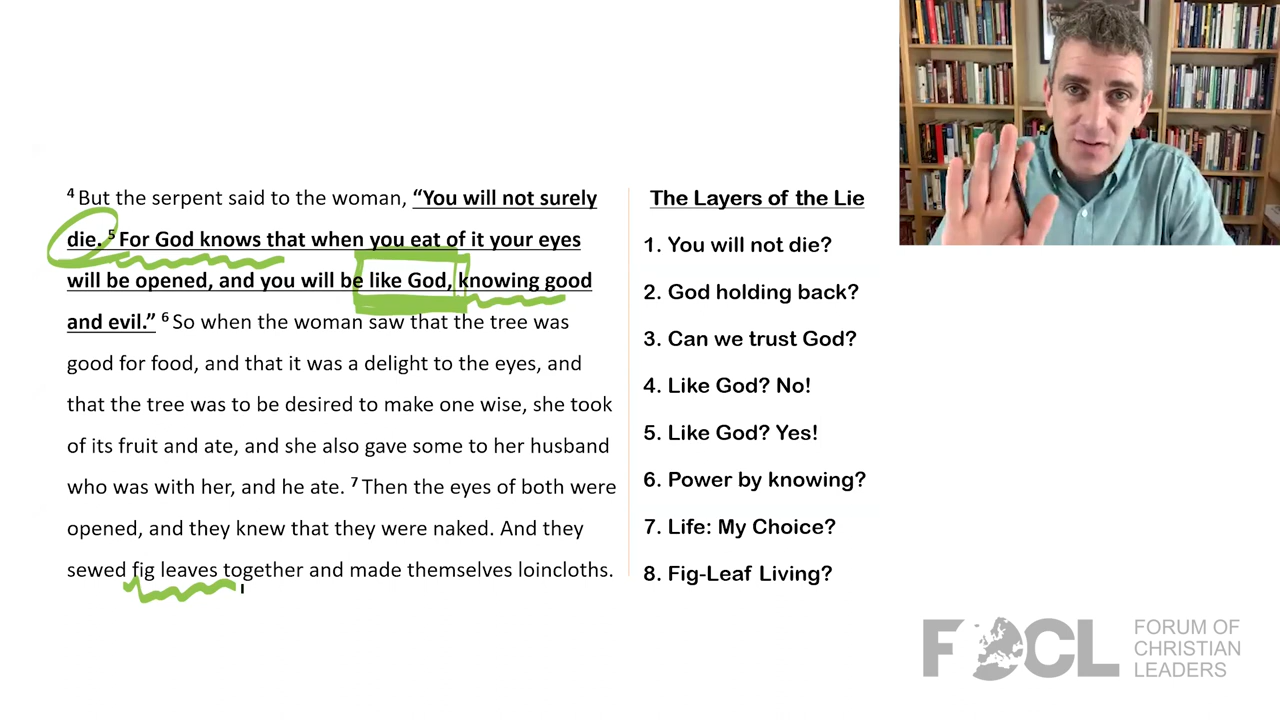 ⁴ But the serpent said to the woman, “You will not surely
die. ⁵ For God knows that when you eat of it your eyes
will be opened, and you will be like God, knowing good
and evil.” ⁶ So when the woman saw that the tree was
good for food, and that it was a delight to the eyes, and
that the tree was to be desired to make one wise, she took
of its fruit and ate, and she also gave some to her husband
who was with her, and he ate. ⁷ Then the eyes of both were
opened, and they knew that they were naked. And they
sewed fig leaves together and made themselves loincloths.
The Layers of the Lie
1. You will not die?
2. God holding back?
3. Can we trust God?
4. Like God? No!
5. Like God? Yes!
6. Power by knowing?
7. Life: My Choice?
8. Fig-Leaf Living?
FOCL
FORUM OF
CHRISTIAN
LEADERS